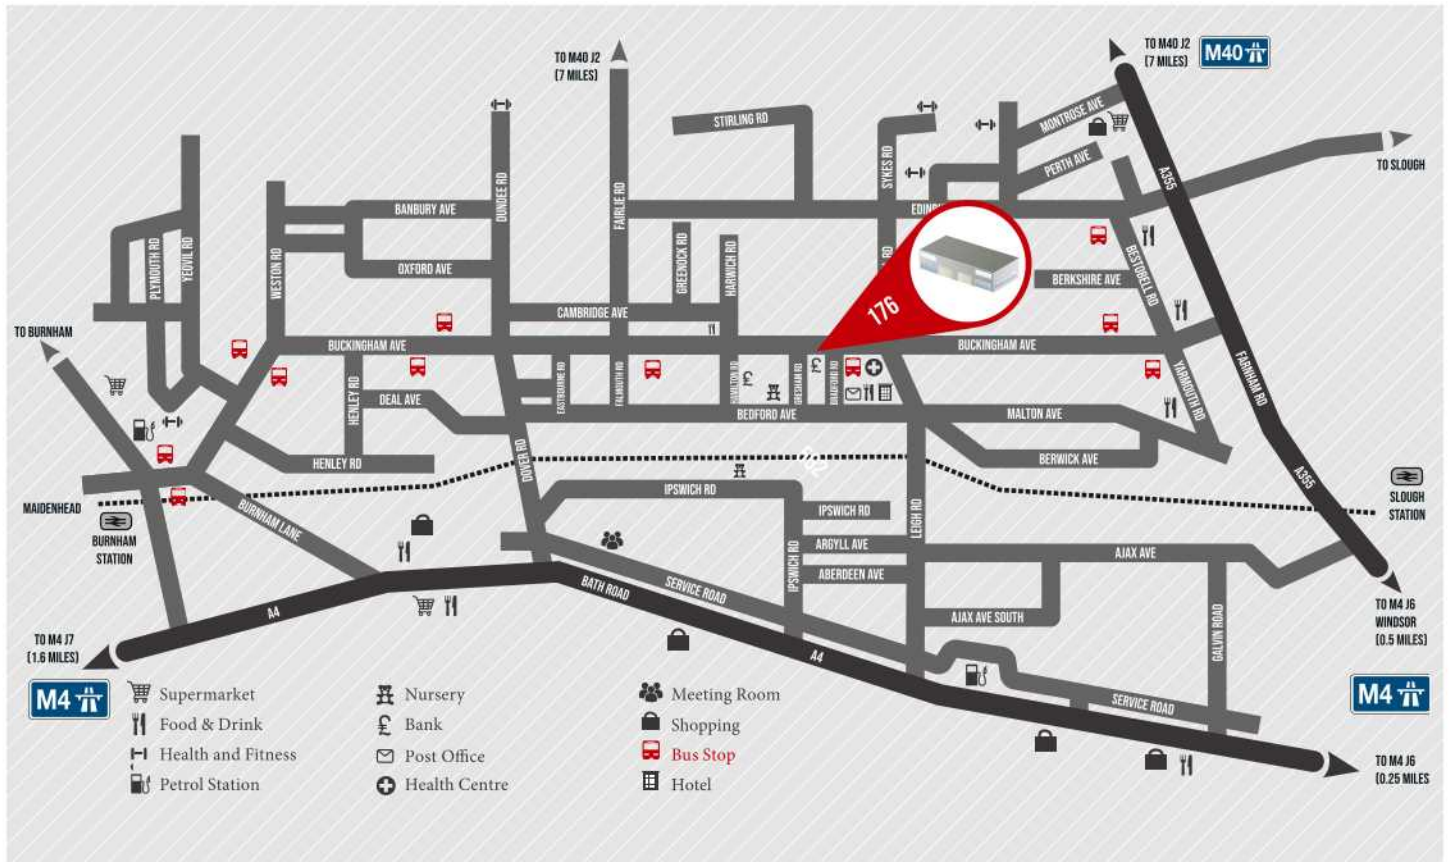 TO M40 J2
(7 MILES)
TO M40 J2
(7 MILES)
M40
STIRLING RD
SYKES RD
MONTROSE AVE
PERTH AVE
A355
TO SLOUGH
BANBURY AVE
DUNDEE RD
FAIRLIE RD
PLYMOUTH RD
YEOVIL RD
WESTON RD
OXFORD AVE
GREENOCK RD
HARWICH RD
RD
BERKSHIRE AVE
BESTOBELL RD
CAMBRIDGE AVE
176
TO BURNHAM
BUCKINGHAM AVE
BUCKINGHAM AVE
HENLEY RD
DEAL AVE
EASTBOURNE RD
FALMOUTH RD
HAMILTON RD
GRESHAM RD
BRADFORD RD
BEDFORD AVE
MALTON AVE
YARMOUTH RD
FARNHAM RD
HENLEY RD
DOVER RD
BERWICK AVE
A355
MAIDENHEAD
BURNHAM
STATION
BURNHAM LANE
IPSWICH RD
IPSWICH RD
LEIGH RD
SLOUGH
STATION
ARGYLL AVE
AJAX AVE
IPSWICH RD
ABERDEEN AVE
BATH ROAD
SERVICE ROAD
AJAX AVE SOUTH
GALVIN ROAD
TO M4 J6
WINDSOR
(0.5 MILES)
A4
TO M4 J7
(1.6 MILES)
A4
M4
M4
SERVICE ROAD
TO M4 J6
(0.25 MILES
Supermarket
Food & Drink
Health and Fitness
Petrol Station
Nursery
£ Bank
Post Office
Health Centre
Meeting Room
Shopping
Bus Stop
Hotel